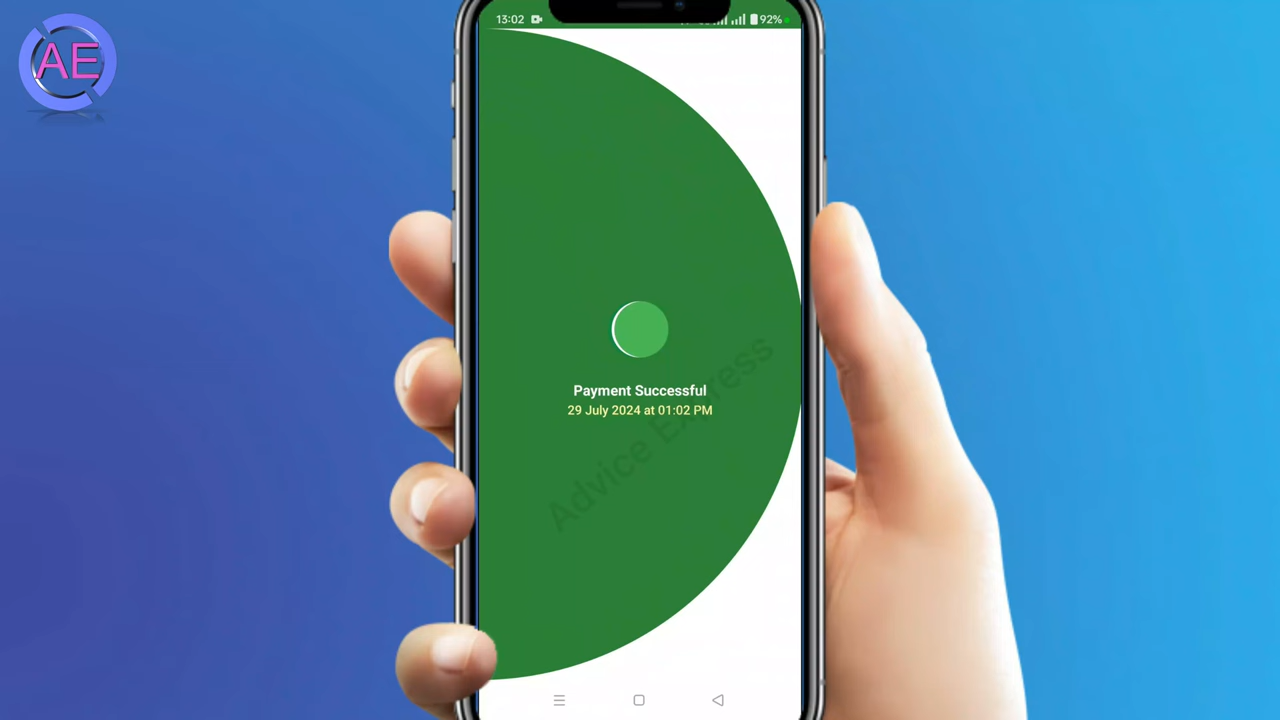 AE
13:02
92%
Payment Successful
29 July 2024 at 01:02 PM
Advice Express